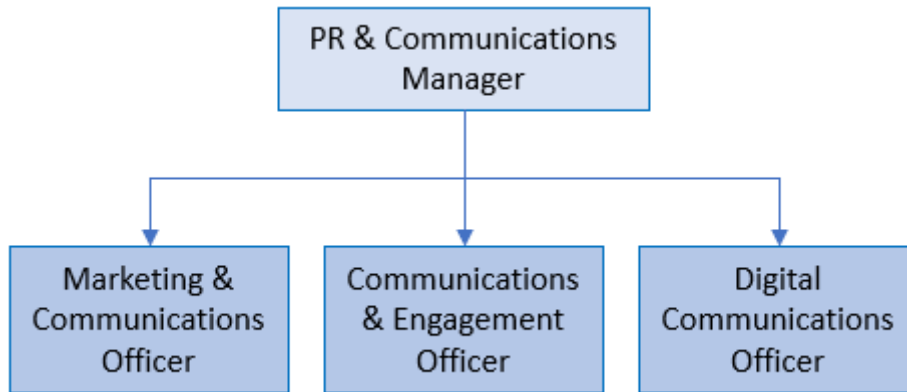 PR & Communications
Manager
Marketing &
Communications
Officer
Communications
& Engagement
Officer
Digital
Communications
Officer